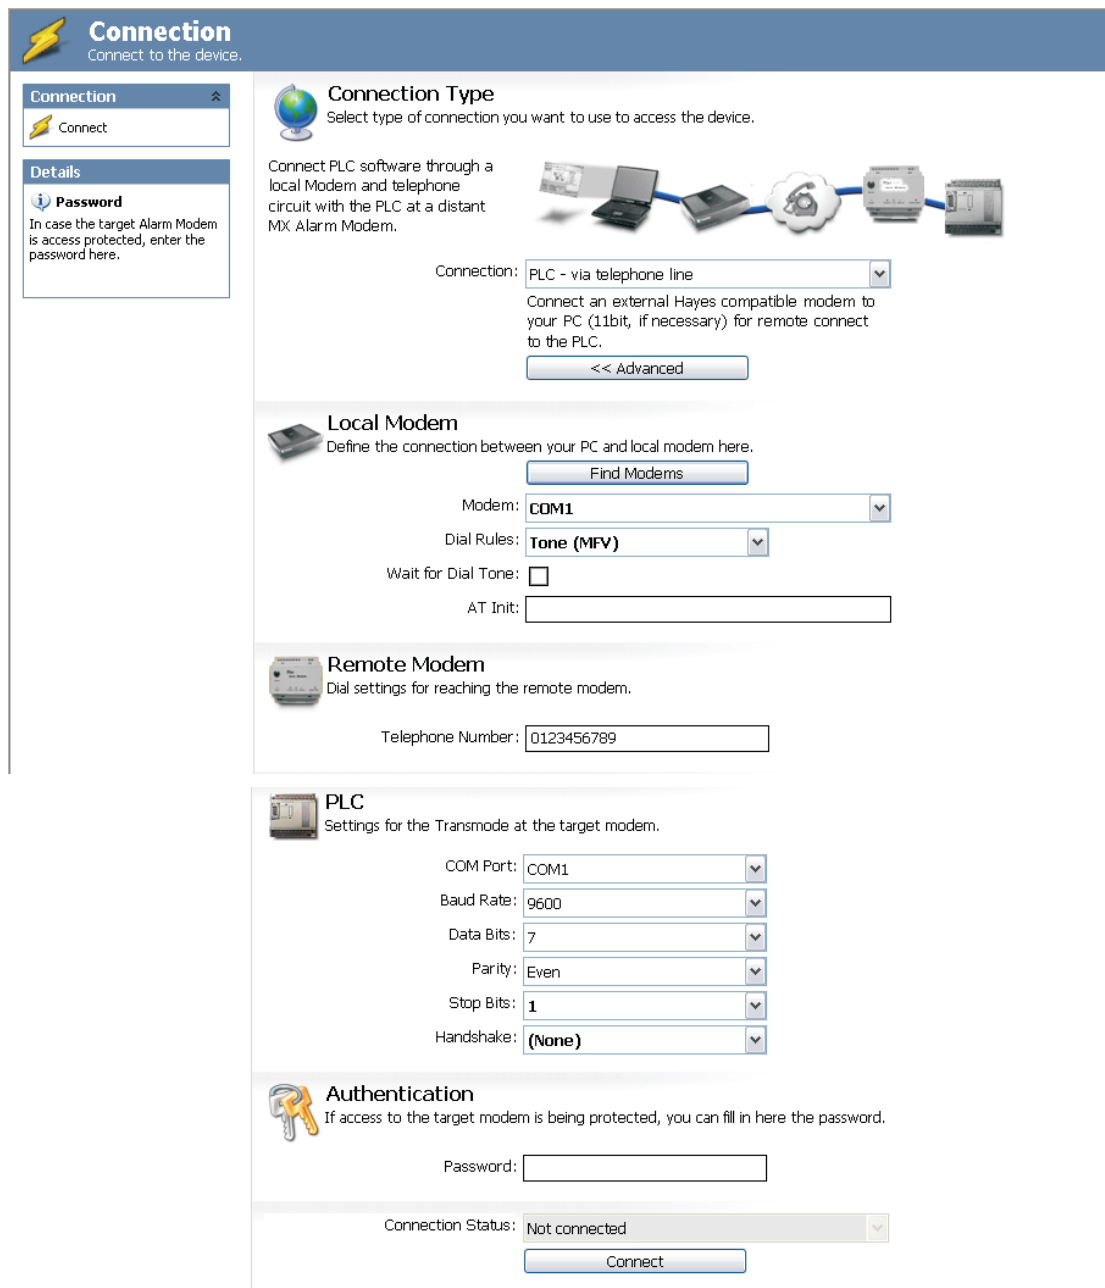 Connection
Connect to the device.
Connection
Connect
Details
Password
In case the target Alarm Modem
is access protected, enter the
password here.
Connection Type
Select type of connection you want to use to access the device.
Connect PLC software through a
local Modem and telephone
circuit with the PLC at a distant
MX Alarm Modem.
Connection: PLC - via telephone line
Connect an external Hayes compatible modem to
your PC (11bit, if necessary) for remote connect
to the PLC.
<< Advanced
Local Modem
Define the connection between your PC and local modem here.
Find Modems
Modem: COM1
Dial Rules: Tone (MFV)
Wait for Dial Tone:
AT Init:
Remote Modem
Dial settings for reaching the remote modem.
Telephone Number: 0123456789
PLC
Settings for the Transmode at the target modem.
COM Port: COM1
Baud Rate: 9600
Data Bits: 7
Parity: Even
Stop Bits: 1
Handshake: (None)
Authentication
If access to the target modem is being protected, you can fill in here the password.
Password:
Connection Status: Not connected
Connect